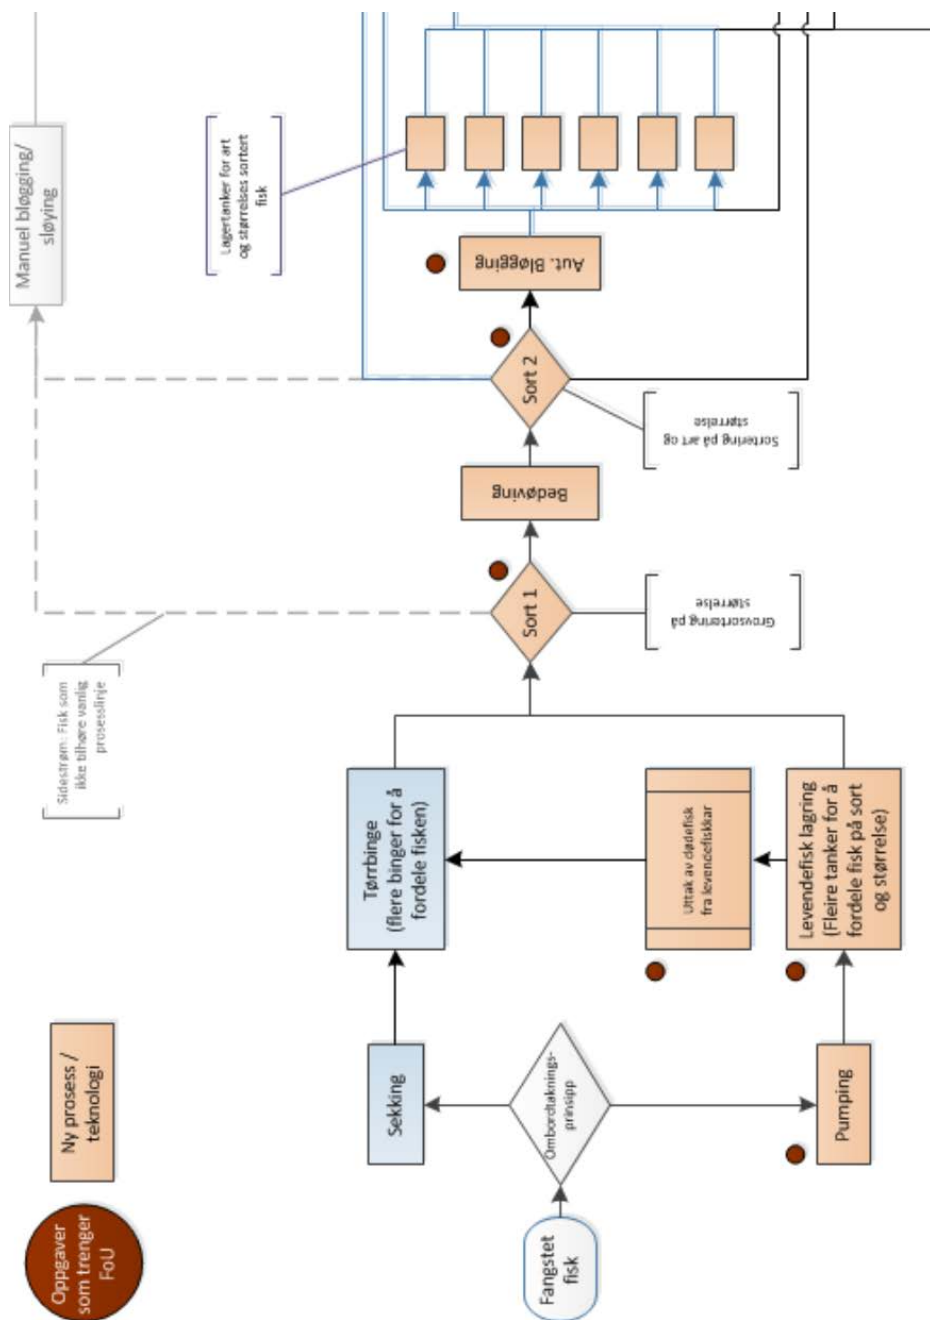 Oppgaver
som trenger
FoU
Ny prosess /
teknologi
Fangstet
fisk
Ombordtaknings-
prinsipp
Sekking
Pumping
Tørrbinge
(flere binger for å
fordele fisken)
Uttak av dødefisk
fra levendefiskkar
Levendefisk lagring
(Fleire tanker for å
fordele fisk på sort
og størrelse)
Sidestrøm: Fisk som
ikke tilhøre vanlig
prosesslinje
Sort 1
Grovsortering på
størrelse
Bedøving
Sort 2
Sortering på art og
størrelse
Aut. Bløgging
Lagertanker for art
og størrelses sortert
fisk
Manuel bløgging/
sløying